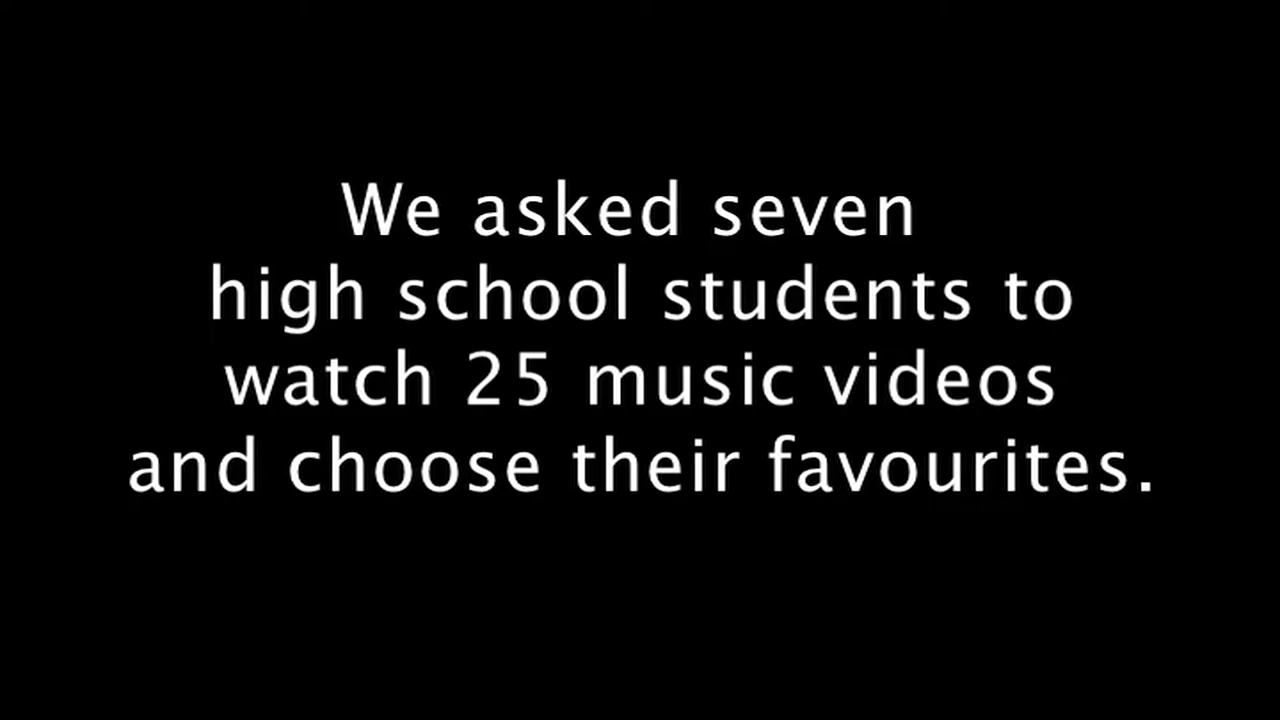 We asked seven
high school students to
watch 25 music videos
and choose their favourites.